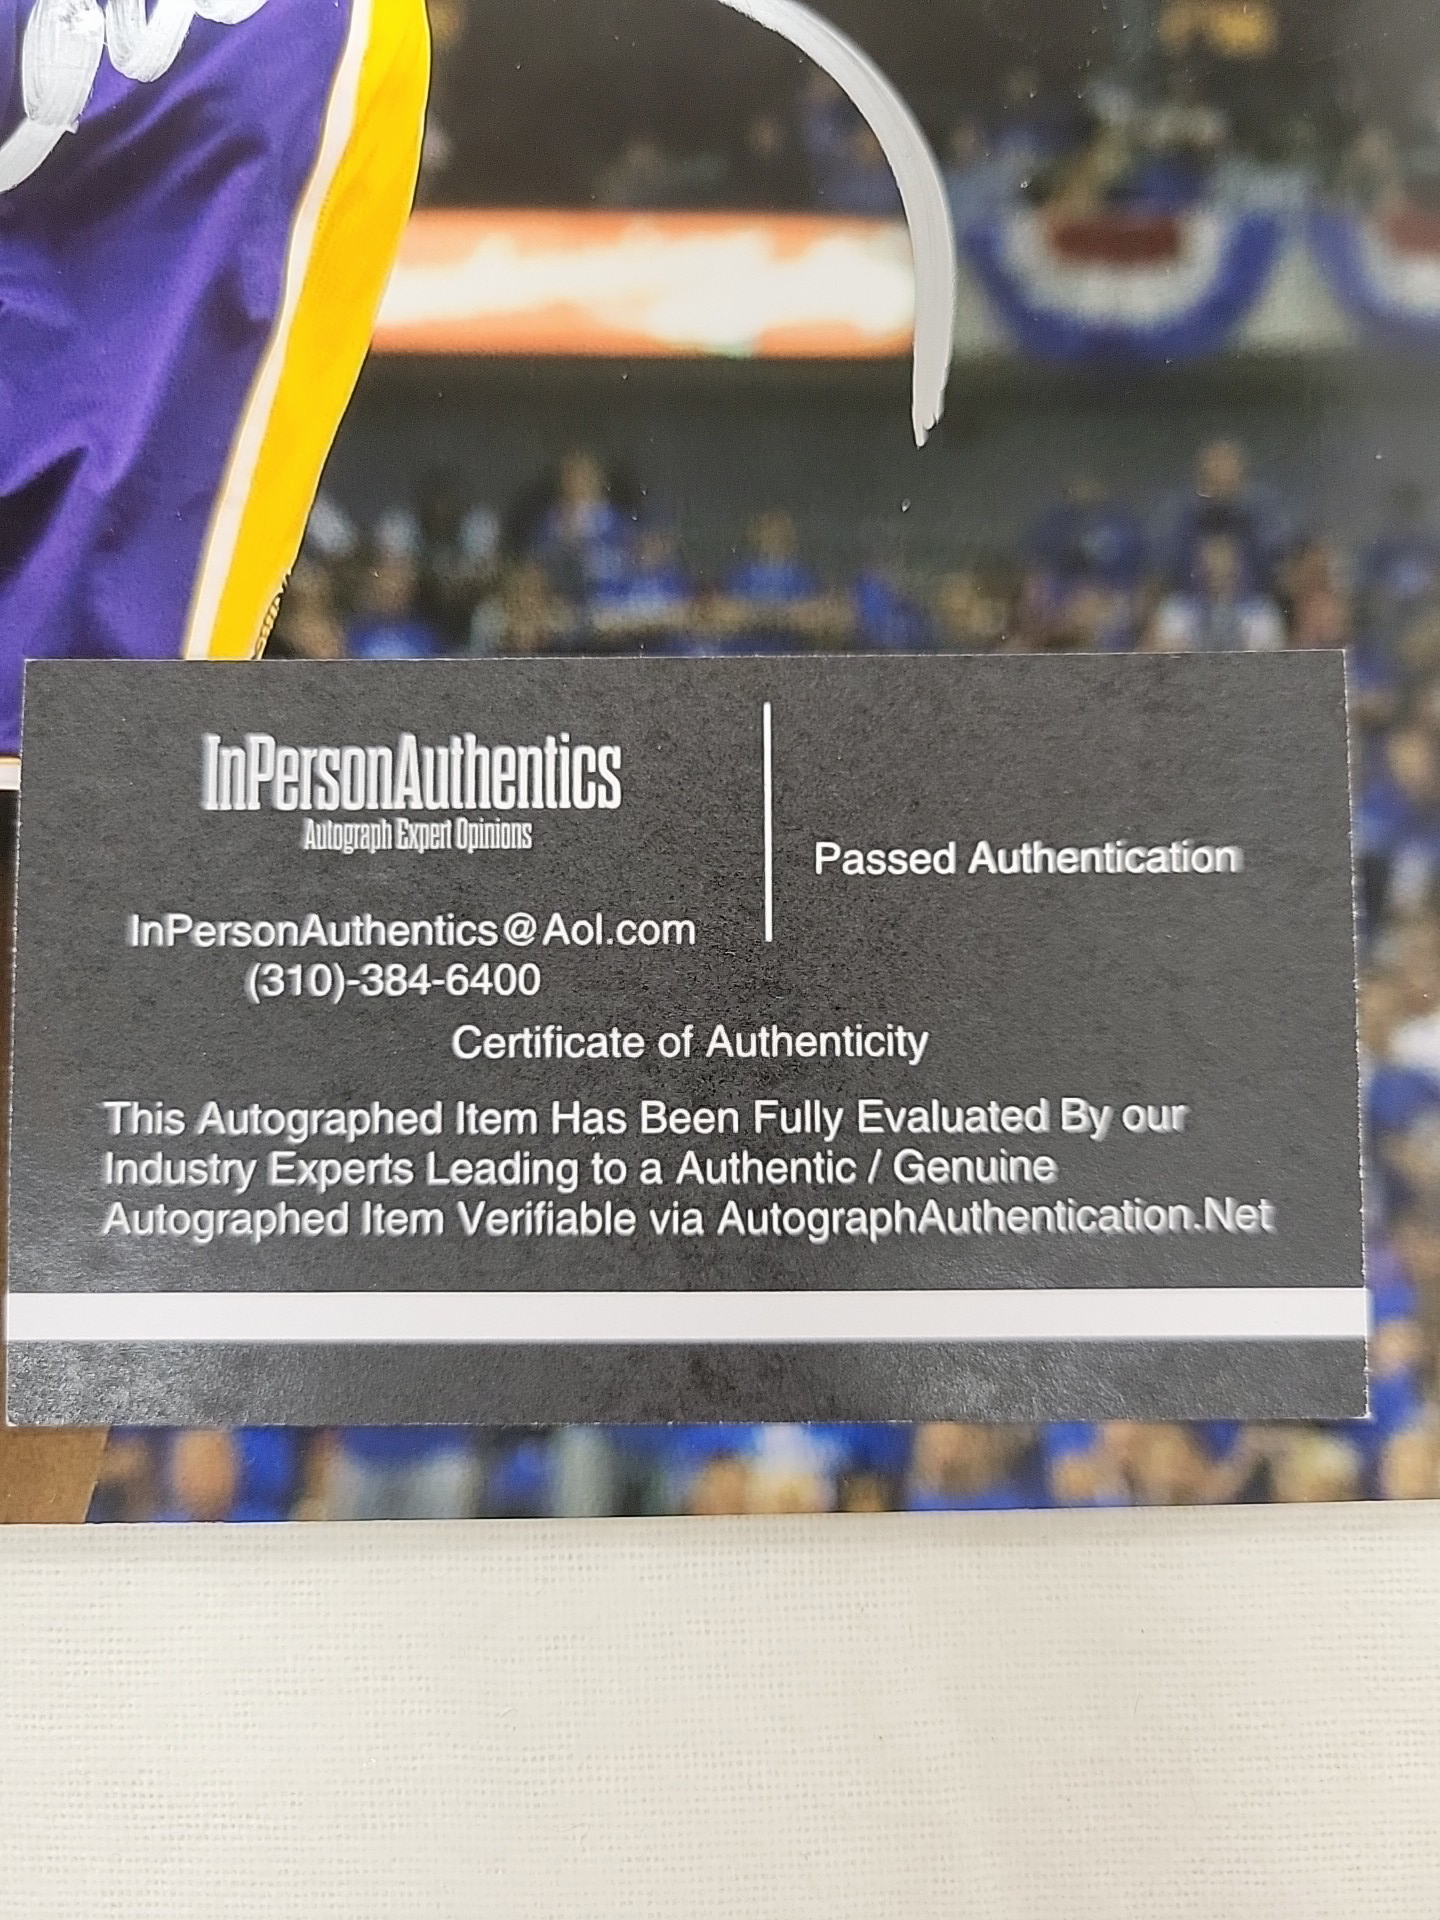 InPersonAuthentics
Autograph Expert Opinions
Passed Authentication
InPersonAuthentics@Aol.com
(310)-384-6400
Certificate of Authenticity
This Autographed Item Has Been Fully Evaluated By our
Industry Experts Leading to a Authentic / Genuine
Autographed Item Verifiable via AutographAuthentication.Net